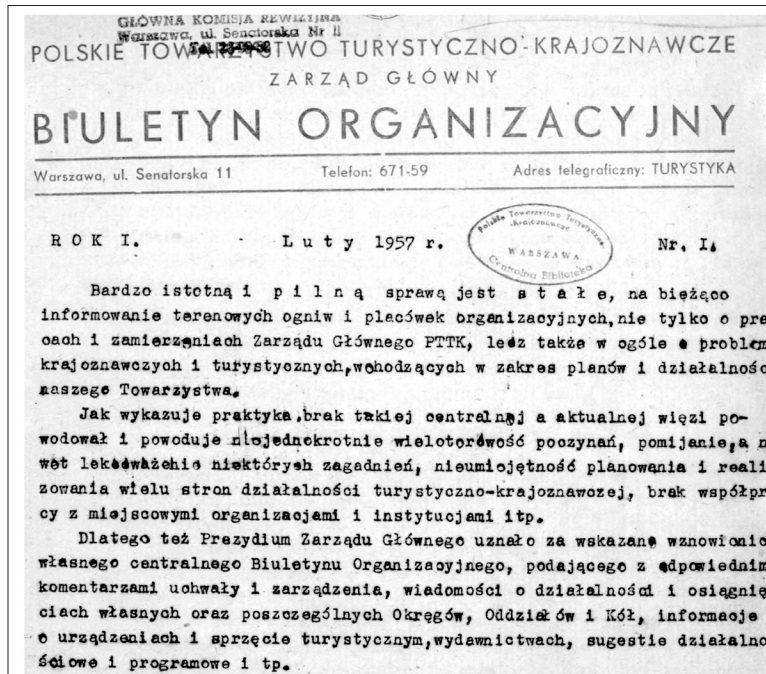 GŁÓWNA KOMISJA REWIZYJNA
Warszawa, ul. Senatorska Nr 11
POLSKIE TOWARZYSTWO TURYSTYCZNO-KRAJOZNAWCZE
ZARZĄD GŁÓWNY
BIULETYN ORGANIZACYJNY
Warszawa, ul. Senatorska 11 Telefon: 671-59 Adres telegraficzny: TURYSTYKA
ROK I. Luty 1957 r. Nr. I.
Polskie Towarzystwo Turystyczno-
-Krajoznawcze
WARSZAWA
Centralna Biblioteka
Bardzo istotną i p i l n ą sprawą jest s t a ł e, na bieżąco
informowanie terenowych ogniw i placówek organizacyjnych,nie tylko o pra
cach i zamierzeniach Zarządu Głównego PTTK, lecz także w ogóle o problem
krajoznawczych i turystycznych,wchodzących w zakres planów i działalnoś
naszego Towarzystwa.
Jak wykazuje praktyka,brak takiej centralnej a aktualnej więzi po-
wodował i powoduje niejednokrotnie wielotorowość poczynań, pomijanie,a n
wet lekceważenie niektórych zagadnień, nieumiejętność planowania i reali
zowania wielu stron działalności turystyczno-krajoznawczej, brak współpr
cy z miejscowymi organizacjami i instytucjami itp.
Dlatego też Prezydium Zarządu Głównego uznało za wskazane wznowienie
własnego centralnego Biuletynu Organizacyjnego, podającego z odpowiednim
komentarzami uchwały i zarządzenia, wiadomości o działalności i osiągnię
ciach własnych oraz poszczególnych Okręgów, Oddziałów i Kół, informacje
o urządzeniach i sprzęcie turystycznym,wydawnictwach, sugestie działalno
ściowe i programowe i tp.